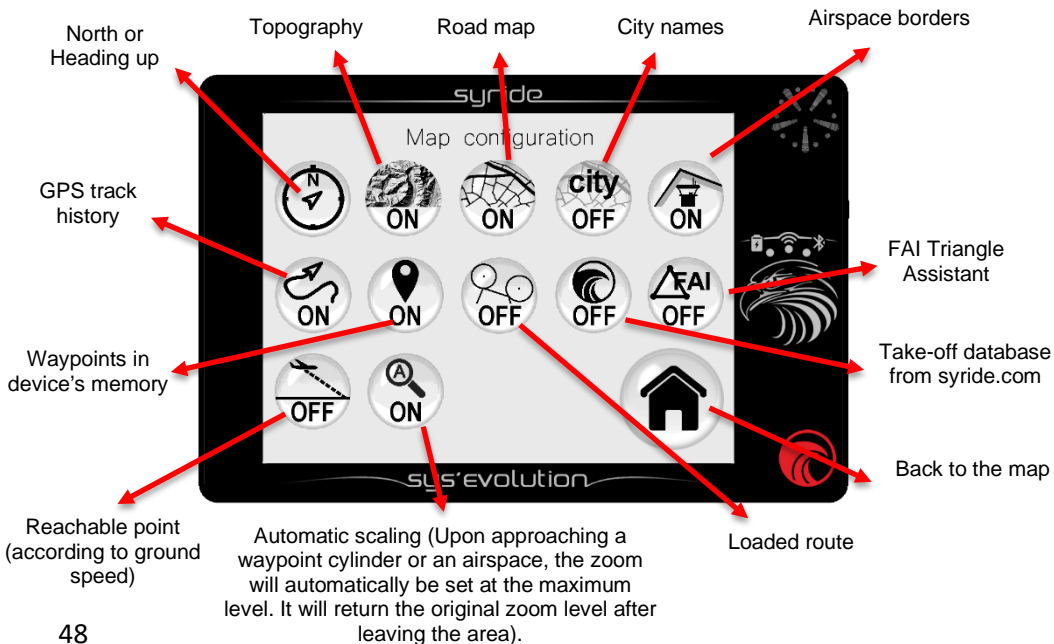 North or
Heading up
Topography
Road map
City names
Airspace borders
syride
Map configuration
N
ON
ON
city
OFF
ON
GPS track
history
ON
ON
OFF
OFF
FAI
OFF
FAI Triangle
Assistant
Waypoints in
device's memory
Take-off database
from syride.com
OFF
A
ON
sys'evolution
Back to the map
Reachable point
(according to ground
speed)
Automatic scaling (Upon approaching a
waypoint cylinder or an airspace, the zoom
will automatically be set at the maximum
level. It will return the original zoom level after
leaving the area).
Loaded route
48